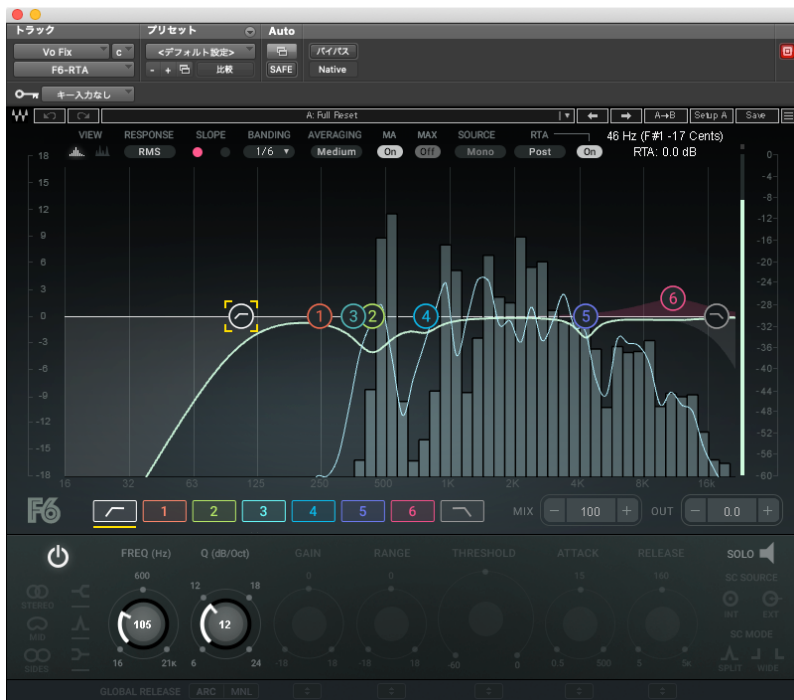 トラック プリセット Auto
Vo Fix c <デフォルト設定> バイパス
F6-RTA - + 比較 SAFE Native
キー入力なし
A: Full Reset A→B Setup A Save
VIEW RESPONSE SLOPE BANDING AVERAGING MA MAX SOURCE RTA 46 Hz (F#1 -17 Cents)
RMS 1/6 Medium On Off Mono Post On RTA: 0.0 dB
18 0
15 -4
-8
12 -12
9 -16
6 -20
3 -24
6
-28
0 1 3 2 4 5
-32
-3 -36
-6 -40
-9 -44
-12 -48
-15 -52
-56
-18 -60
16 32 63 125 250 500 1K 2K 4K 8K 16k
F6 1 2 3 4 5 6 MIX - 100 + OUT - 0.0 +
FREQ (Hz) Q (dB/Oct) GAIN RANGE THRESHOLD ATTACK RELEASE SOLO
600 12 18 0 0 15 160 SC SOURCE
STEREO INT EXT
105 12
MID SC MODE
16 21K 6 24 -18 18 -18 18 -60 0 0.5 500 5 5K
SIDES SPLIT WIDE
GLOBAL RELEASE ARC MNL